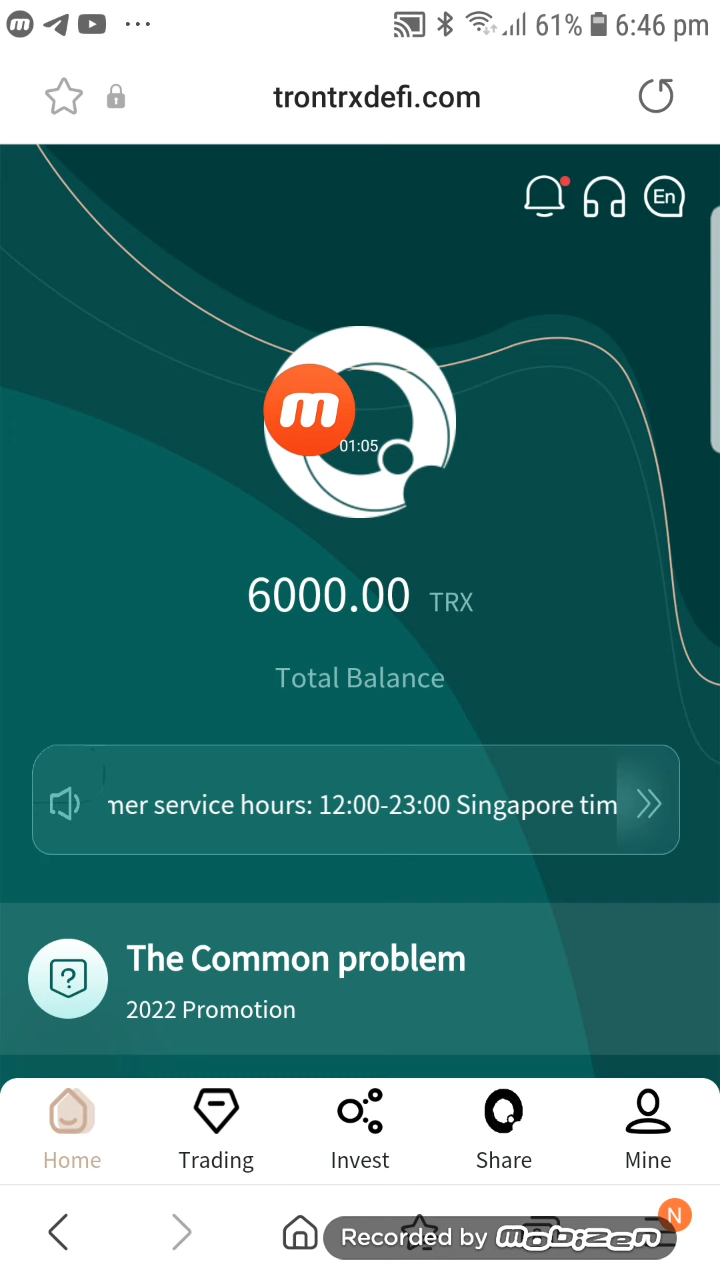 m
61% 6:46 pm
trontrxdefi.com
En
m
01:05
6000.00 TRX
Total Balance
mer service hours: 12:00-23:00 Singapore tim
The Common problem
2022 Promotion
Home Trading Invest Share Mine
N
Recorded by mobizen